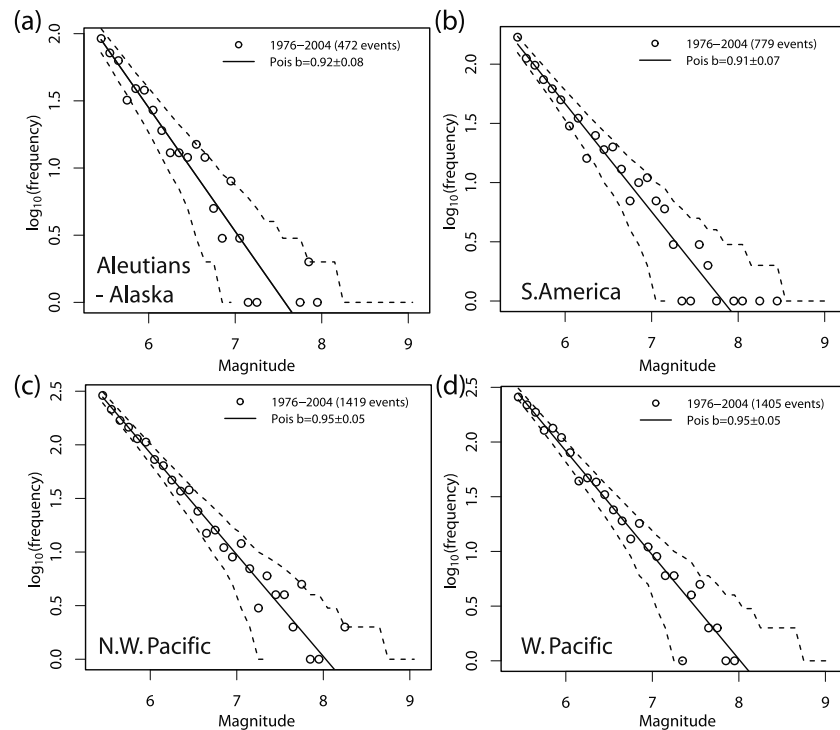 (a)
2.0
1.5
1.0
0.5
0.0
log10(frequency)
1976−2004 (472 events)
Pois b=0.92±0.08
Aleutians
- Alaska
6 7 8 9
Magnitude
(b)
2.0
1.5
1.0
0.5
0.0
log10(frequency)
1976−2004 (779 events)
Pois b=0.91±0.07
S.America
6 7 8 9
Magnitude
(c)
2.5
2.0
1.5
1.0
0.5
0.0
log10(frequency)
1976−2004 (1419 events)
Pois b=0.95±0.05
N.W. Pacific
6 7 8 9
Magnitude
(d)
2.5
2.0
1.5
1.0
0.5
0.0
log10(frequency)
1976−2004 (1405 events)
Pois b=0.95±0.05
W. Pacific
6 7 8 9
Magnitude